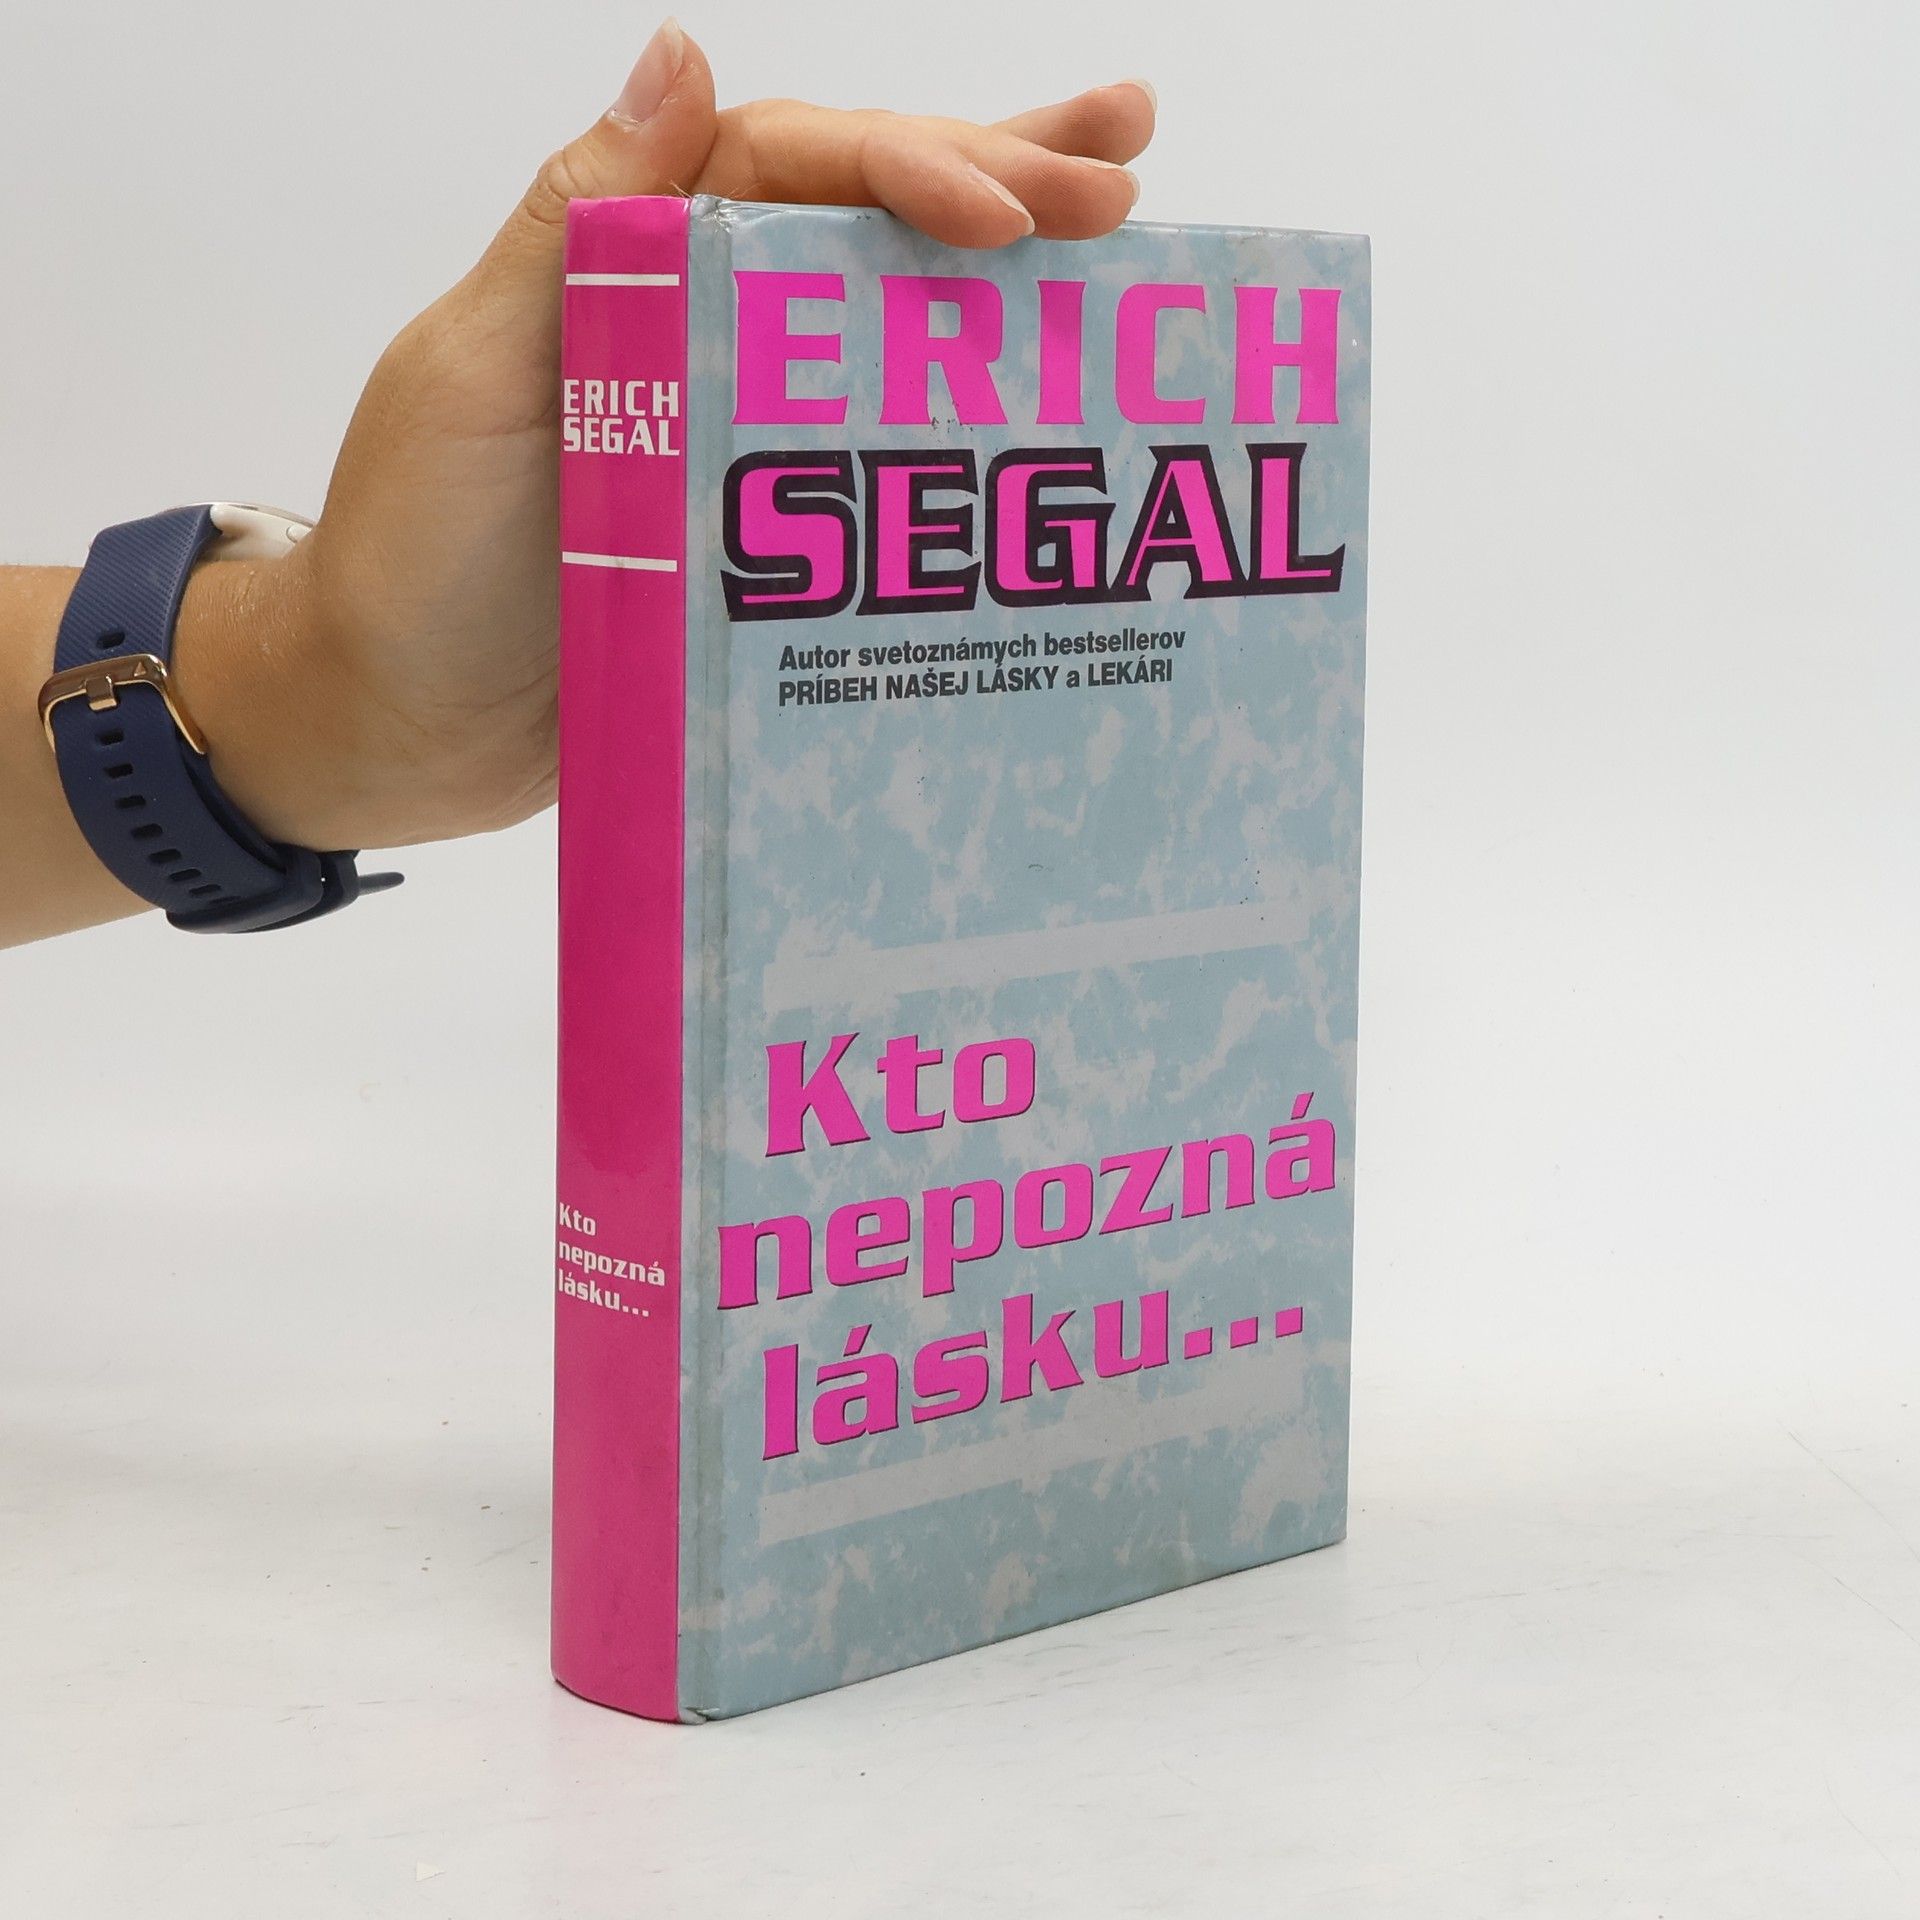 ERICH
SEGAL
Kto
nepozná
lásku...
ERICH
SEGAL
Autor svetoznámych bestsellerov
PRÍBEH NAŠEJ LÁSKY a LEKÁRI
Kto
nepozná
lásku...